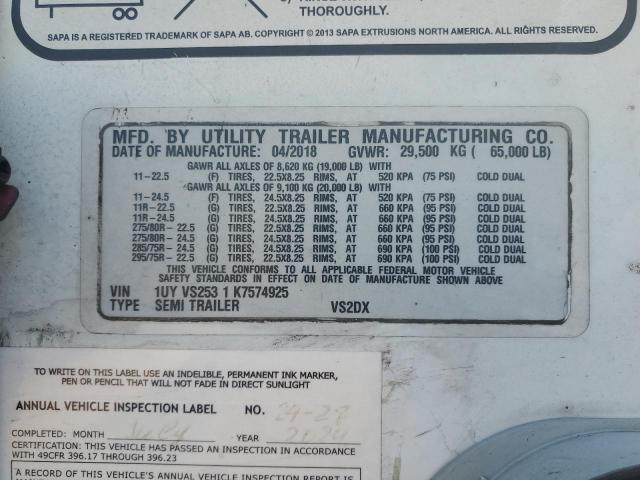 THOROUGHLY.
SAPA IS A REGISTERED TRADEMARK OF SAPA AB. COPYRIGHT © 2013 SAPA EXTRUSIONS NORTH AMERICA. ALL RIGHTS RESERVED.
MFD. BY UTILITY TRAILER MANUFACTURING CO.
DATE OF MANUFACTURE: 04/2018 GVWR: 29,500 KG ( 65,000 LB)
GAWR ALL AXLES OF 8,620 KG (19,000 LB) WITH
11-22.5 (F) TIRES, 22.5X8.25 RIMS, AT 520 KPA (75 PSI) COLD DUAL
GAWR ALL AXLES OF 9,100 KG (20,000 LB) WITH
11-24.5 (F) TIRES, 24.5X8.25 RIMS, AT 520 KPA (75 PSI) COLD DUAL
11R-22.5 (G) TIRES, 22.5X8.25 RIMS, AT 660 KPA (95 PSI) COLD DUAL
11R-24.5 (G) TIRES, 24.5X8.25 RIMS, AT 660 KPA (95 PSI) COLD DUAL
275/80R- 22.5 (G) TIRES, 22.5X8.25 RIMS, AT 660 KPA (95 PSI) COLD DUAL
275/80R- 24.5 (G) TIRES, 24.5X8.25 RIMS, AT 660 KPA (95 PSI) COLD DUAL
285/75R- 24.5 (G) TIRES, 24.5X8.25 RIMS, AT 690 KPA (100 PSI) COLD DUAL
295/75R- 22.5 (G) TIRES, 22.5X8.25 RIMS, AT 690 KPA (100 PSI) COLD DUAL
THIS VEHICLE CONFORMS TO ALL APPLICABLE FEDERAL MOTOR VEHICLE
SAFETY STANDARDS IN EFFECT ON DATE OF MANUFACTURE SHOWN ABOVE
VIN 1UY VS253 1 K7574925
TYPE SEMI TRAILER VS2DX
TO WRITE ON THIS LABEL USE AN INDELIBLE, PERMANENT INK MARKER,
PEN OR PENCIL THAT WILL NOT FADE IN DIRECT SUNLIGHT
ANNUAL VEHICLE INSPECTION LABEL NO.
COMPLETED: MONTH YEAR 2024
CERTIFICATION: THIS VEHICLE HAS PASSED AN INSPECTION IN ACCORDANCE
WITH 49CFR 396.17 THROUGH 396.23
A RECORD OF THIS VEHICLE'S ANNUAL VEHICLE INSPECTION REPORT IS